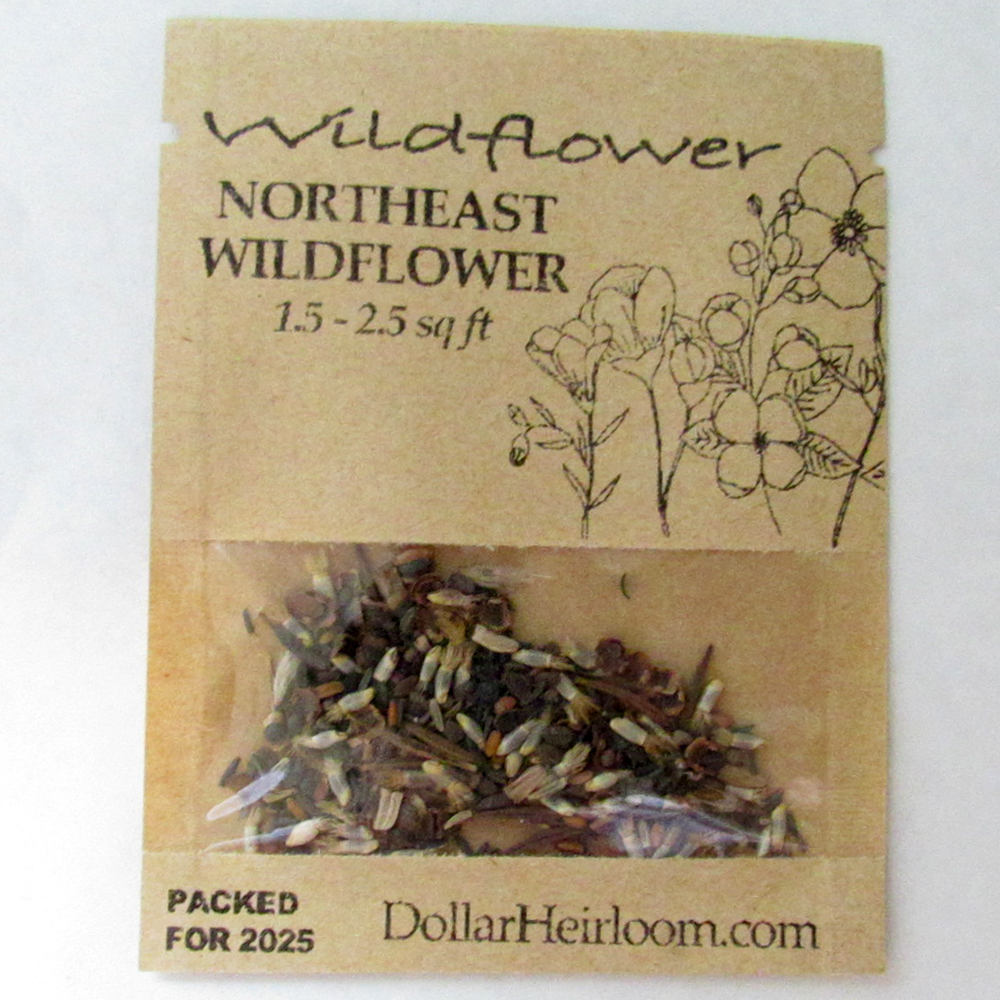 Wildflower
NORTHEAST
WILDFLOWER
1.5 - 2.5 sq ft
PACKED
FOR 2025
DollarHeirloom.com